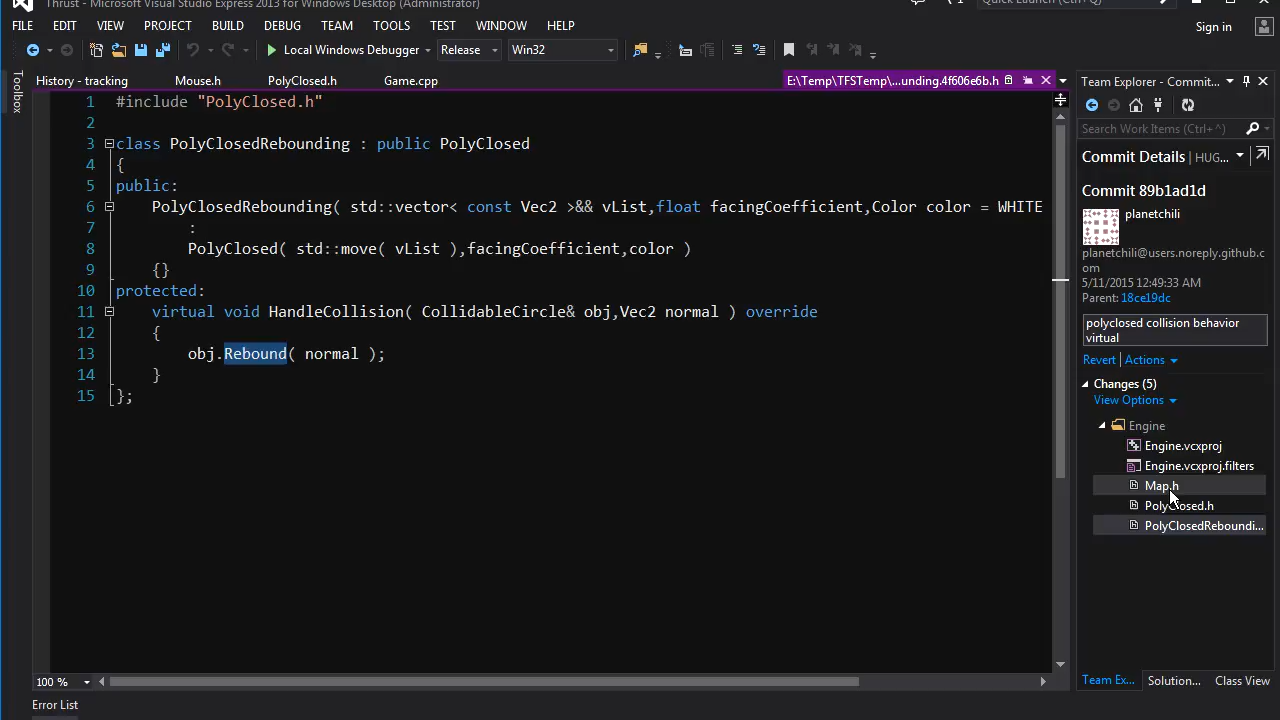 Thrust - Microsoft Visual Studio Express 2013 for Windows Desktop (Administrator)
Quick Launch (Ctrl+Q)
FILE EDIT VIEW PROJECT BUILD DEBUG TEAM TOOLS TEST WINDOW HELP
Sign in
Local Windows Debugger Release Win32
Toolbox
History - tracking Mouse.h PolyClosed.h Game.cpp E:\Temp\TFSTemp\...unding.4f606e6b.h
1 #include "PolyClosed.h"
2
3 class PolyClosedRebounding : public PolyClosed
4 {
5 public:
6 PolyClosedRebounding( std::vector< const Vec2 >&& vList,float facingCoefficient,Color color = WHITE
7 :
8 PolyClosed( std::move( vList ),facingCoefficient,color )
9 {}
10 protected:
11 virtual void HandleCollision( CollidableCircle& obj,Vec2 normal ) override
12 {
13 obj.Rebound( normal );
14 }
15 };
100 %
Error List
Team Explorer - Commit...
Search Work Items (Ctrl+^)
Commit Details | HUG...
Commit 89b1ad1d
planetchili
planetchili@users.noreply.github.c
om
5/11/2015 12:49:33 AM
Parent: 18ce19dc
polyclosed collision behavior
virtual
Revert Actions
Changes (5)
View Options
Engine
Engine.vcxproj
Engine.vcxproj.filters
Map.h
PolyClosed.h
PolyClosedReboundi...
Team Ex... Solution... Class View